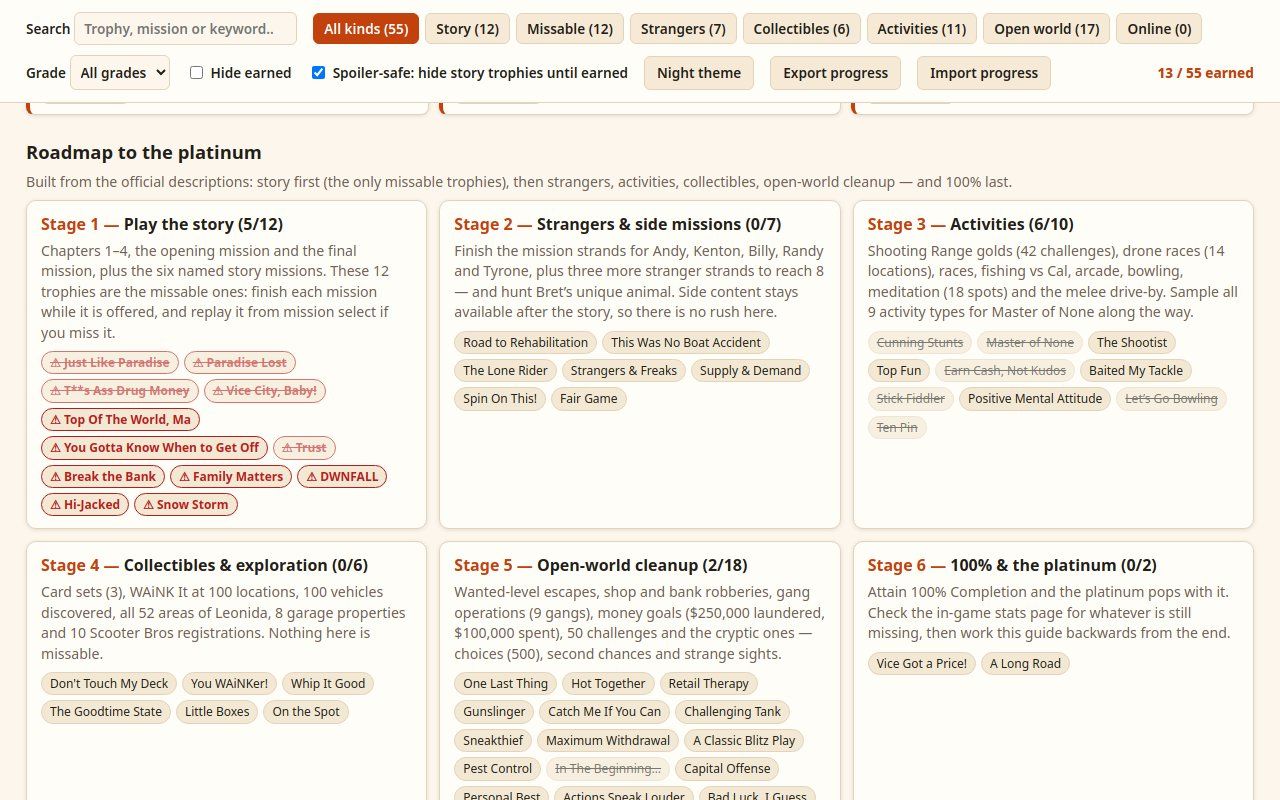 Search Trophy, mission or keyword.. All kinds (55) Story (12) Missable (12) Strangers (7) Collectibles (6) Activities (11) Open world (17) Online (0)
Grade All grades Hide earned Spoiler-safe: hide story trophies until earned Night theme Export progress Import progress 13 / 55 earned
Roadmap to the platinum
Built from the official descriptions: story first (the only missable trophies), then strangers, activities, collectibles, open-world cleanup — and 100% last.
Stage 1 — Play the story (5/12)
Chapters 1–4, the opening mission and the final
mission, plus the six named story missions. These 12
trophies are the missable ones: finish each mission
while it is offered, and replay it from mission select if
you miss it.
⚠ Just Like Paradise ⚠ Paradise Lost
⚠ T**s Ass Drug Money ⚠ Vice City, Baby!
⚠ Top Of The World, Ma
⚠ You Gotta Know When to Get Off ⚠ Trust
⚠ Break the Bank ⚠ Family Matters ⚠ DWNFALL
⚠ Hi-Jacked ⚠ Snow Storm
Stage 2 — Strangers & side missions (0/7)
Finish the mission strands for Andy, Kenton, Billy, Randy
and Tyrone, plus three more stranger strands to reach 8
— and hunt Bret's unique animal. Side content stays
available after the story, so there is no rush here.
Road to Rehabilitation This Was No Boat Accident
The Lone Rider Strangers & Freaks Supply & Demand
Spin On This! Fair Game
Stage 3 — Activities (6/10)
Shooting Range golds (42 challenges), drone races (14
locations), races, fishing vs Cal, arcade, bowling,
meditation (18 spots) and the melee drive-by. Sample all
9 activity types for Master of None along the way.
Cunning Stunts Master of None The Shootist
Top Fun Earn Cash, Not Kudos Baited My Tackle
Stick Fiddler Positive Mental Attitude Let's Go Bowling
Ten Pin
Stage 4 — Collectibles & exploration (0/6)
Card sets (3), WAiNK It at 100 locations, 100 vehicles
discovered, all 52 areas of Leonida, 8 garage properties
and 10 Scooter Bros registrations. Nothing here is
missable.
Don't Touch My Deck You WAiNKer! Whip It Good
The Goodtime State Little Boxes On the Spot
Stage 5 — Open-world cleanup (2/18)
Wanted-level escapes, shop and bank robberies, gang
operations (9 gangs), money goals ($250,000 laundered,
$100,000 spent), 50 challenges and the cryptic ones —
choices (500), second chances and strange sights.
One Last Thing Hot Together Retail Therapy
Gunslinger Catch Me If You Can Challenging Tank
Sneakthief Maximum Withdrawal A Classic Blitz Play
Pest Control In The Beginning... Capital Offense
Personal Best Actions Speak Louder Bad Luck, I Guess
Stage 6 — 100% & the platinum (0/2)
Attain 100% Completion and the platinum pops with it.
Check the in-game stats page for whatever is still
missing, then work this guide backwards from the end.
Vice Got a Price! A Long Road